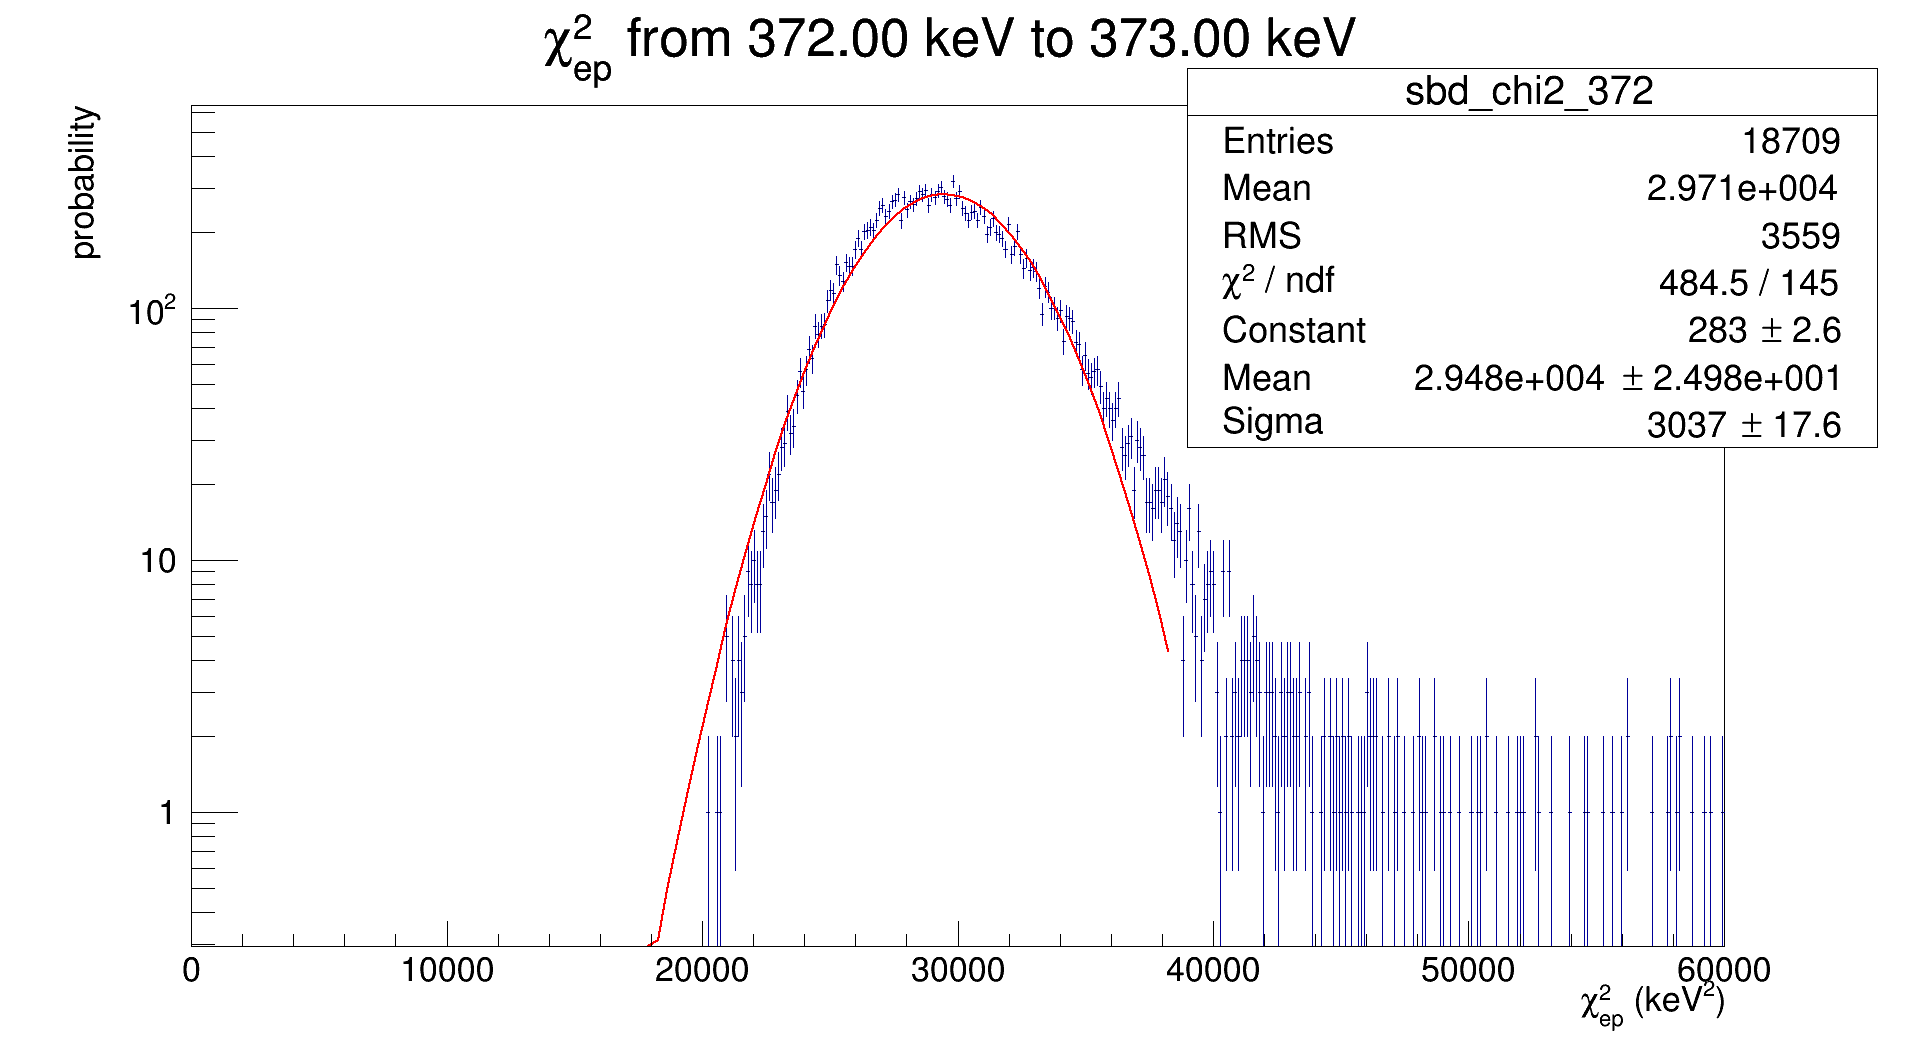 χ²ep from 372.00 keV to 373.00 keV
sbd_chi2_372
Entries 18709
Mean 2.971e+004
RMS 3559
χ² / ndf 484.5 / 145
Constant 283 ± 2.6
Mean 2.948e+004 ± 2.498e+001
Sigma 3037 ± 17.6
probability
10²
10
1
0 10000 20000 30000 40000 50000 60000
χ²ep (keV²)